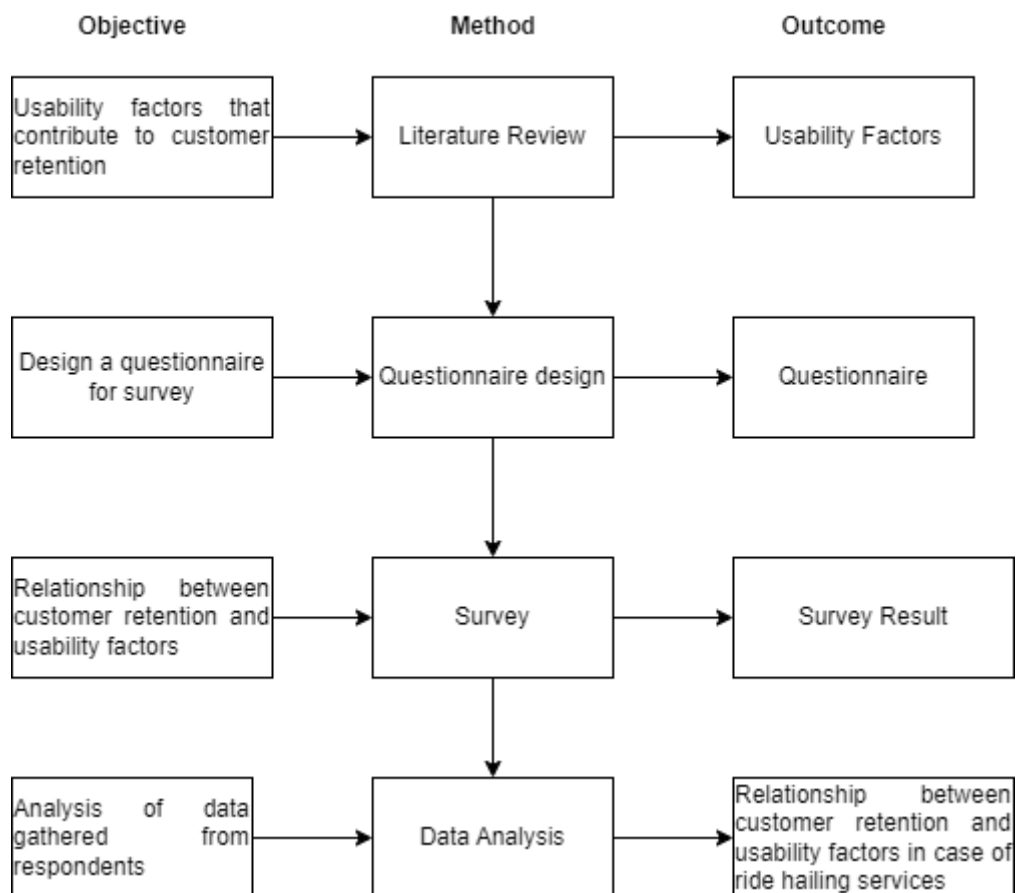 Objective
Method
Outcome
Usability factors that
contribute to customer
retention
Literature Review
Usability Factors
Design a questionnaire
for survey
Questionnaire design
Questionnaire
Relationship between
customer retention and
usability factors
Survey
Survey Result
Analysis of data
gathered from
respondents
Data Analysis
Relationship between
customer retention and
usability factors in case of
ride hailing services